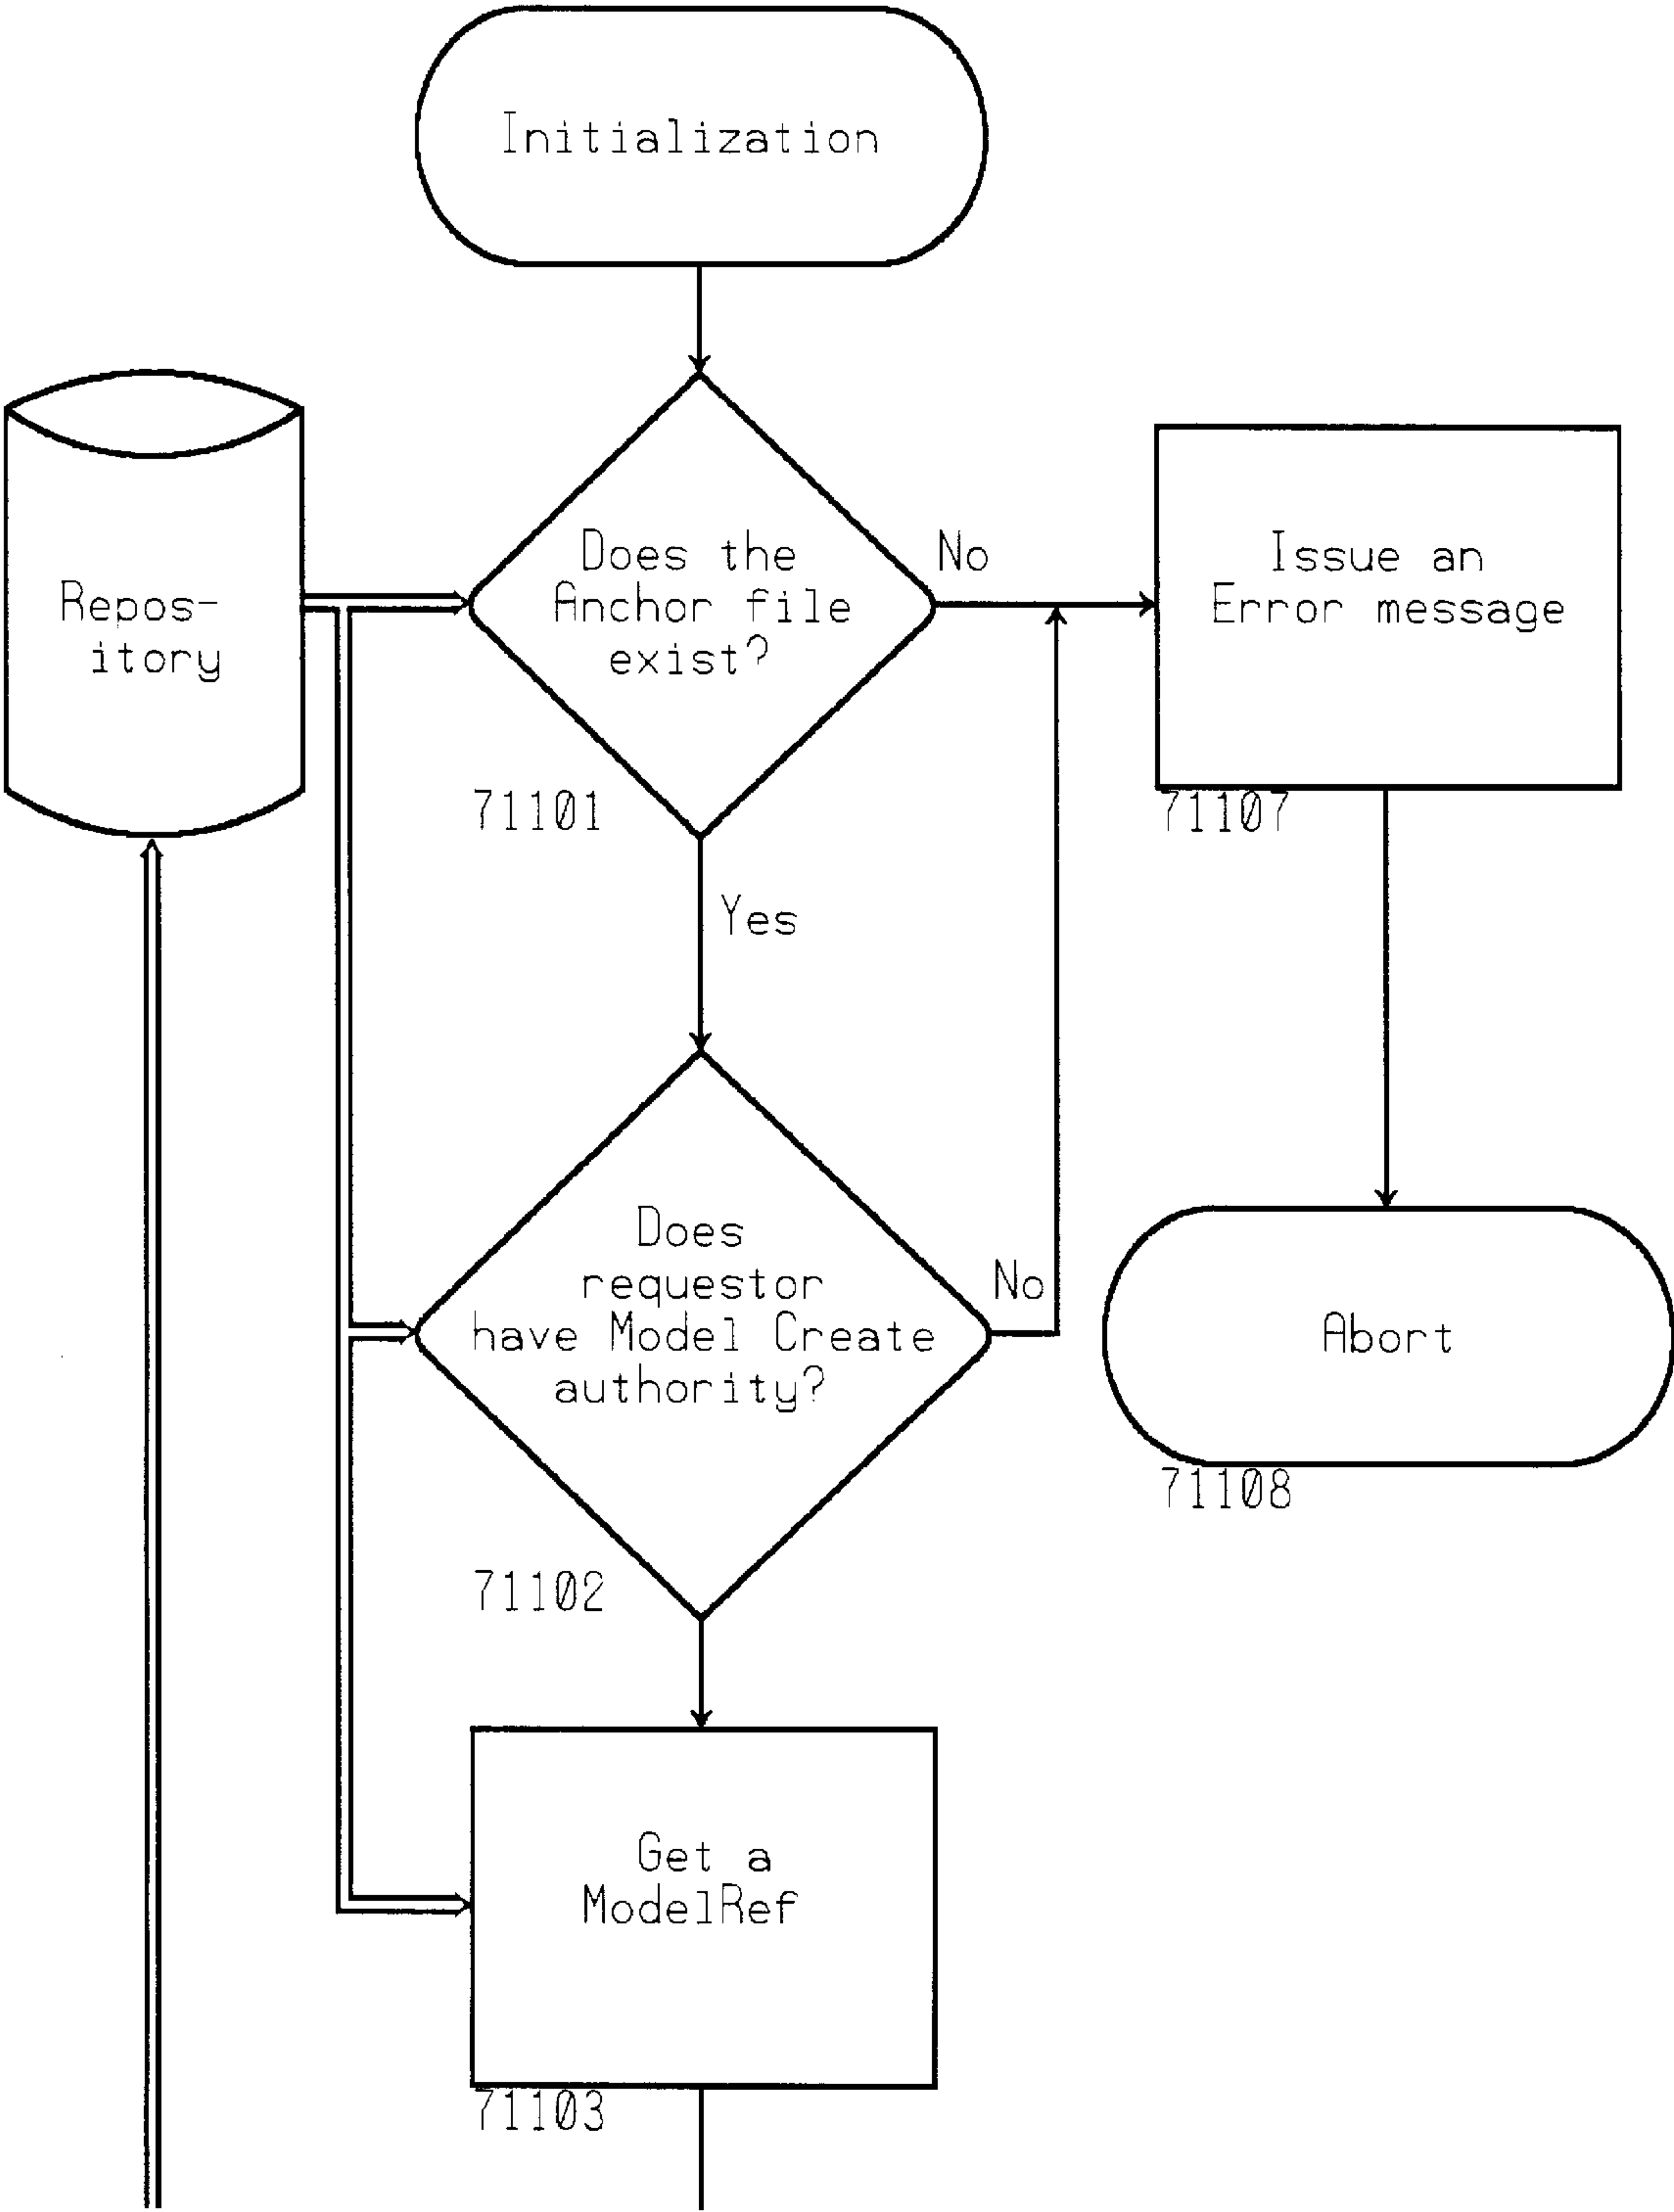 Initialization
Repos-
itory
Does the
Anchor file
exist?
No
Issue an
Error message
71101
71107
Yes
Does
requestor
have Model Create
authority?
No
Abort
71108
71102
Get a
ModelRef
71103